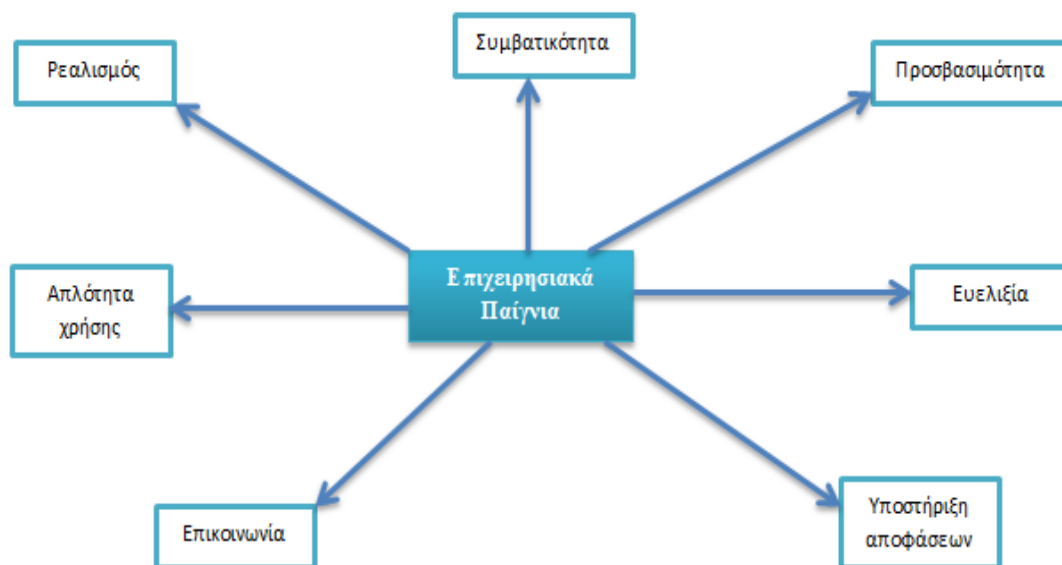 Συμβατικότητα
Ρεαλισμός
Προσβασιμότητα
Επιχειρησιακά
Παίγνια
Απλότητα
χρήσης
Ευελιξία
Επικοινωνία
Υποστήριξη
αποφάσεων